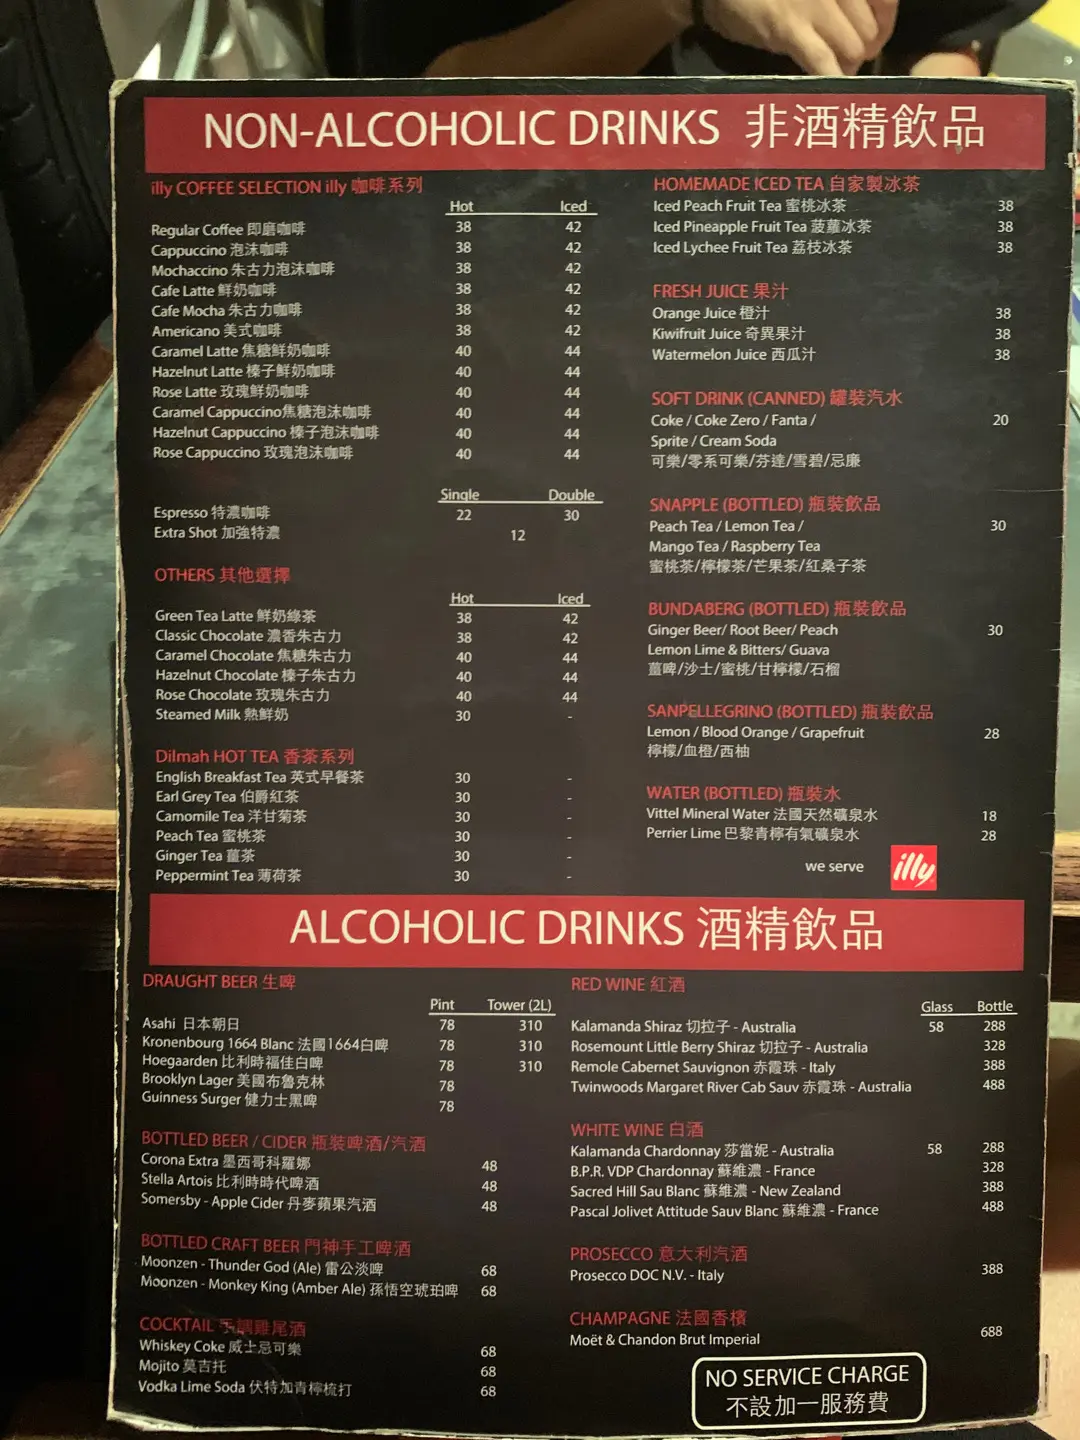 NON-ALCOHOLIC DRINKS 非酒精飲品
illy COFFEE SELECTION illy 咖啡系列
Hot Iced
Regular Coffee 即磨咖啡 38 42
Cappuccino 泡沫咖啡 38 42
Mochaccino 朱古力泡沫咖啡 38 42
Cafe Latte 鮮奶咖啡 38 42
Cafe Mocha 朱古力咖啡 38 42
Americano 美式咖啡 38 42
Caramel Latte 焦糖鮮奶咖啡 40 44
Hazelnut Latte 榛子鮮奶咖啡 40 44
Rose Latte 玫瑰鮮奶咖啡 40 44
Caramel Cappuccino焦糖泡沫咖啡 40 44
Hazelnut Cappuccino 榛子泡沫咖啡 40 44
Rose Cappuccino 玫瑰泡沫咖啡 40 44
Single Double
Espresso 特濃咖啡 22 30
Extra Shot 加強特濃 12
OTHERS 其他選擇
Hot Iced
Green Tea Latte 鮮奶綠茶 38 42
Classic Chocolate 濃香朱古力 38 42
Caramel Chocolate 焦糖朱古力 40 44
Hazelnut Chocolate 榛子朱古力 40 44
Rose Chocolate 玫瑰朱古力 40 44
Steamed Milk 熱鮮奶 30 -
Dilmah HOT TEA 香茶系列
English Breakfast Tea 英式早餐茶 30 -
Earl Grey Tea 伯爵紅茶 30 -
Camomile Tea 洋甘菊茶 30 -
Peach Tea 蜜桃茶 30 -
Ginger Tea 薑茶 30 -
Peppermint Tea 薄荷茶 30 -
HOMEMADE ICED TEA 自家製冰茶
Iced Peach Fruit Tea 蜜桃冰茶 38
Iced Pineapple Fruit Tea 菠蘿冰茶 38
Iced Lychee Fruit Tea 荔枝冰茶 38
FRESH JUICE 果汁
Orange Juice 橙汁 38
Kiwifruit Juice 奇異果汁 38
Watermelon Juice 西瓜汁 38
SOFT DRINK (CANNED) 罐裝汽水
Coke / Coke Zero / Fanta / 20
Sprite / Cream Soda
可樂/零系可樂/芬達/雪碧/忌廉
SNAPPLE (BOTTLED) 瓶裝飲品
Peach Tea / Lemon Tea / 30
Mango Tea / Raspberry Tea
蜜桃茶/檸檬茶/芒果茶/紅桑子茶
BUNDABERG (BOTTLED) 瓶裝飲品
Ginger Beer/ Root Beer/ Peach 30
Lemon Lime & Bitters/ Guava
薑啤/沙士/蜜桃/甘檸檬/石榴
SANPELLEGRINO (BOTTLED) 瓶裝飲品
Lemon / Blood Orange / Grapefruit 28
檸檬/血橙/西柚
WATER (BOTTLED) 瓶裝水
Vittel Mineral Water 法國天然礦泉水 18
Perrier Lime 巴黎青檸有氣礦泉水 28
we serve illy
ALCOHOLIC DRINKS 酒精飲品
DRAUGHT BEER 生啤
Pint Tower (2L)
Asahi 日本朝日 78 310
Kronenbourg 1664 Blanc 法國1664白啤 78 310
Hoegaarden 比利時福佳白啤 78 310
Brooklyn Lager 美國布魯克林 78
Guinness Surger 健力士黑啤 78
BOTTLED BEER / CIDER 瓶裝啤酒/汽酒
Corona Extra 墨西哥科羅娜 48
Stella Artois 比利時時代啤酒 48
Somersby - Apple Cider 丹麥蘋果汽酒 48
BOTTLED CRAFT BEER 門神手工啤酒
Moonzen - Thunder God (Ale) 雷公淡啤 68
Moonzen - Monkey King (Amber Ale) 孫悟空琥珀啤 68
COCKTAIL 手調雞尾酒
Whiskey Coke 威士忌可樂 68
Mojito 莫吉托 68
Vodka Lime Soda 伏特加青檸梳打 68
RED WINE 紅酒
Glass Bottle
Kalamanda Shiraz 切拉子 - Australia 58 288
Rosemount Little Berry Shiraz 切拉子 - Australia 328
Remole Cabernet Sauvignon 赤霞珠 - Italy 388
Twinwoods Margaret River Cab Sauv 赤霞珠 - Australia 488
WHITE WINE 白酒
Kalamanda Chardonnay 莎當妮 - Australia 58 288
B.P.R. VDP Chardonnay 蘇維濃 - France 328
Sacred Hill Sau Blanc 蘇維濃 - New Zealand 388
Pascal Jolivet Attitude Sauv Blanc 蘇維濃 - France 488
PROSECCO 意大利汽酒
Prosecco DOC N.V. - Italy 388
CHAMPAGNE 法國香檳
Moët & Chandon Brut Imperial 688
NO SERVICE CHARGE
不設加一服務費